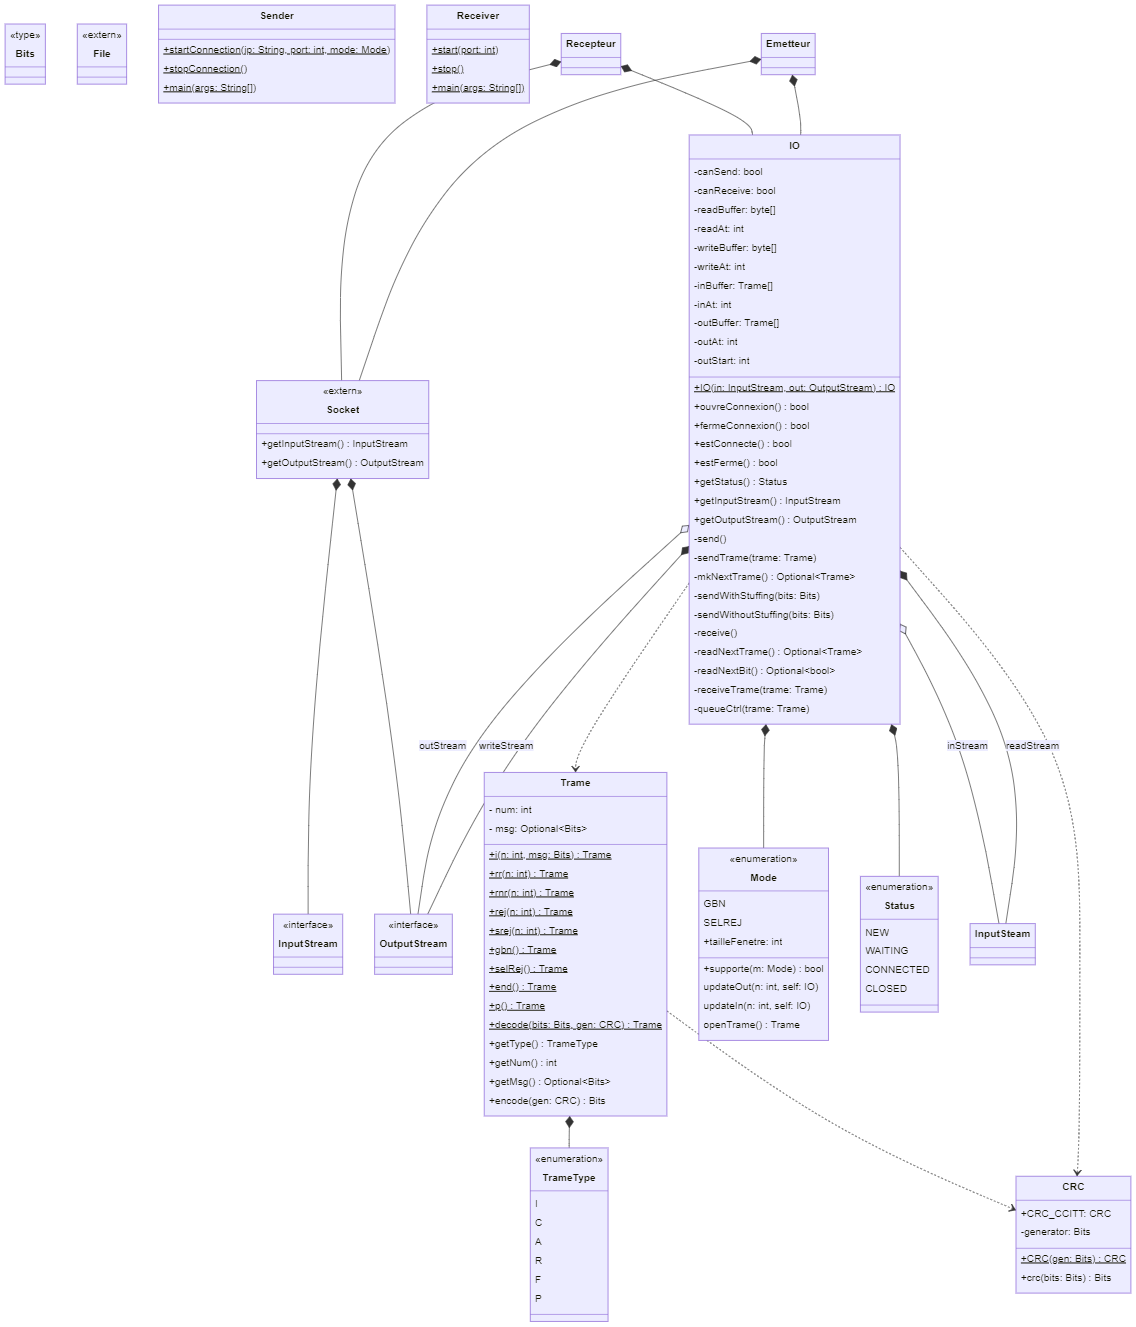 «type»
Bits
«extern»
File
Sender
+startConnection(ip: String, port: int, mode: Mode)
+stopConnection()
+main(args: String[])
Receiver
+start(port: int)
+stop()
+main(args: String[])
Recepteur
Emetteur
IO
-canSend: bool
-canReceive: bool
-readBuffer: byte[]
-readAt: int
-writeBuffer: byte[]
-writeAt: int
-inBuffer: Trame[]
-inAt: int
-outBuffer: Trame[]
-outAt: int
-outStart: int
+IO(in: InputStream, out: OutputStream) : IO
+ouvreConnexion() : bool
+fermeConnexion() : bool
+estConnecte() : bool
+estFerme() : bool
+getStatus() : Status
+getInputStream() : InputStream
+getOutputStream() : OutputStream
-send()
-sendTrame(trame: Trame)
-mkNextTrame() : Optional<Trame>
-sendWithStuffing(bits: Bits)
-sendWithoutStuffing(bits: Bits)
-receive()
-readNextTrame() : Optional<Trame>
-readNextBit() : Optional<bool>
-receiveTrame(trame: Trame)
-queueCtrl(trame: Trame)
«extern»
Socket
+getInputStream() : InputStream
+getOutputStream() : OutputStream
outStream
writeStream
inStream
readStream
Trame
- num: int
- msg: Optional<Bits>
+i(n: int, msg: Bits) : Trame
+rr(n: int) : Trame
+rnr(n: int) : Trame
+rej(n: int) : Trame
+srej(n: int) : Trame
+gbn() : Trame
+selRej() : Trame
+end() : Trame
+p() : Trame
+decode(bits: Bits, gen: CRC) : Trame
+getType() : TrameType
+getNum() : int
+getMsg() : Optional<Bits>
+encode(gen: CRC) : Bits
«enumeration»
Mode
GBN
SELREJ
+tailleFenetre: int
+supporte(m: Mode) : bool
updateOut(n: int, self: IO)
updateIn(n: int, self: IO)
openTrame() : Trame
«enumeration»
Status
NEW
WAITING
CONNECTED
CLOSED
«interface»
InputStream
«interface»
OutputStream
InputSteam
«enumeration»
TrameType
I
C
A
R
F
P
CRC
+CRC_CCITT: CRC
-generator: Bits
+CRC(gen: Bits) : CRC
+crc(bits: Bits) : Bits